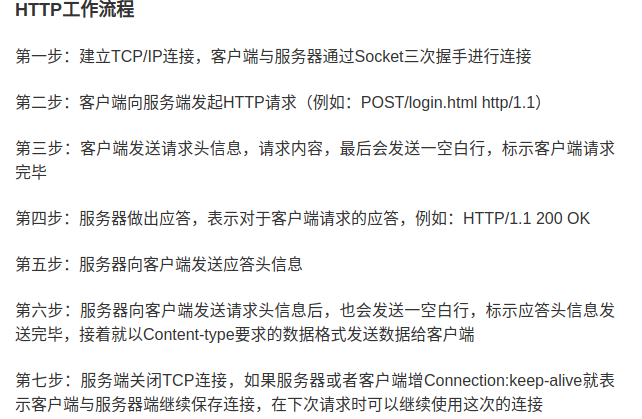 HTTP工作流程
第一步：建立TCP/IP连接，客户端与服务器通过Socket三次握手进行连接
第二步：客户端向服务端发起HTTP请求（例如：POST/login.html http/1.1）
第三步：客户端发送请求头信息，请求内容，最后会发送一空白行，标示客户端请求
完毕
第四步：服务器做出应答，表示对于客户端请求的应答，例如：HTTP/1.1 200 OK
第五步：服务器向客户端发送应答头信息
第六步：服务器向客户端发送请求头信息后，也会发送一空白行，标示应答头信息发
送完毕，接着就以Content-type要求的数据格式发送数据给客户端
第七步：服务端关闭TCP连接，如果服务器或者客户端增Connection:keep-alive就表
示客户端与服务器端继续保存连接，在下次请求时可以继续使用这次的连接